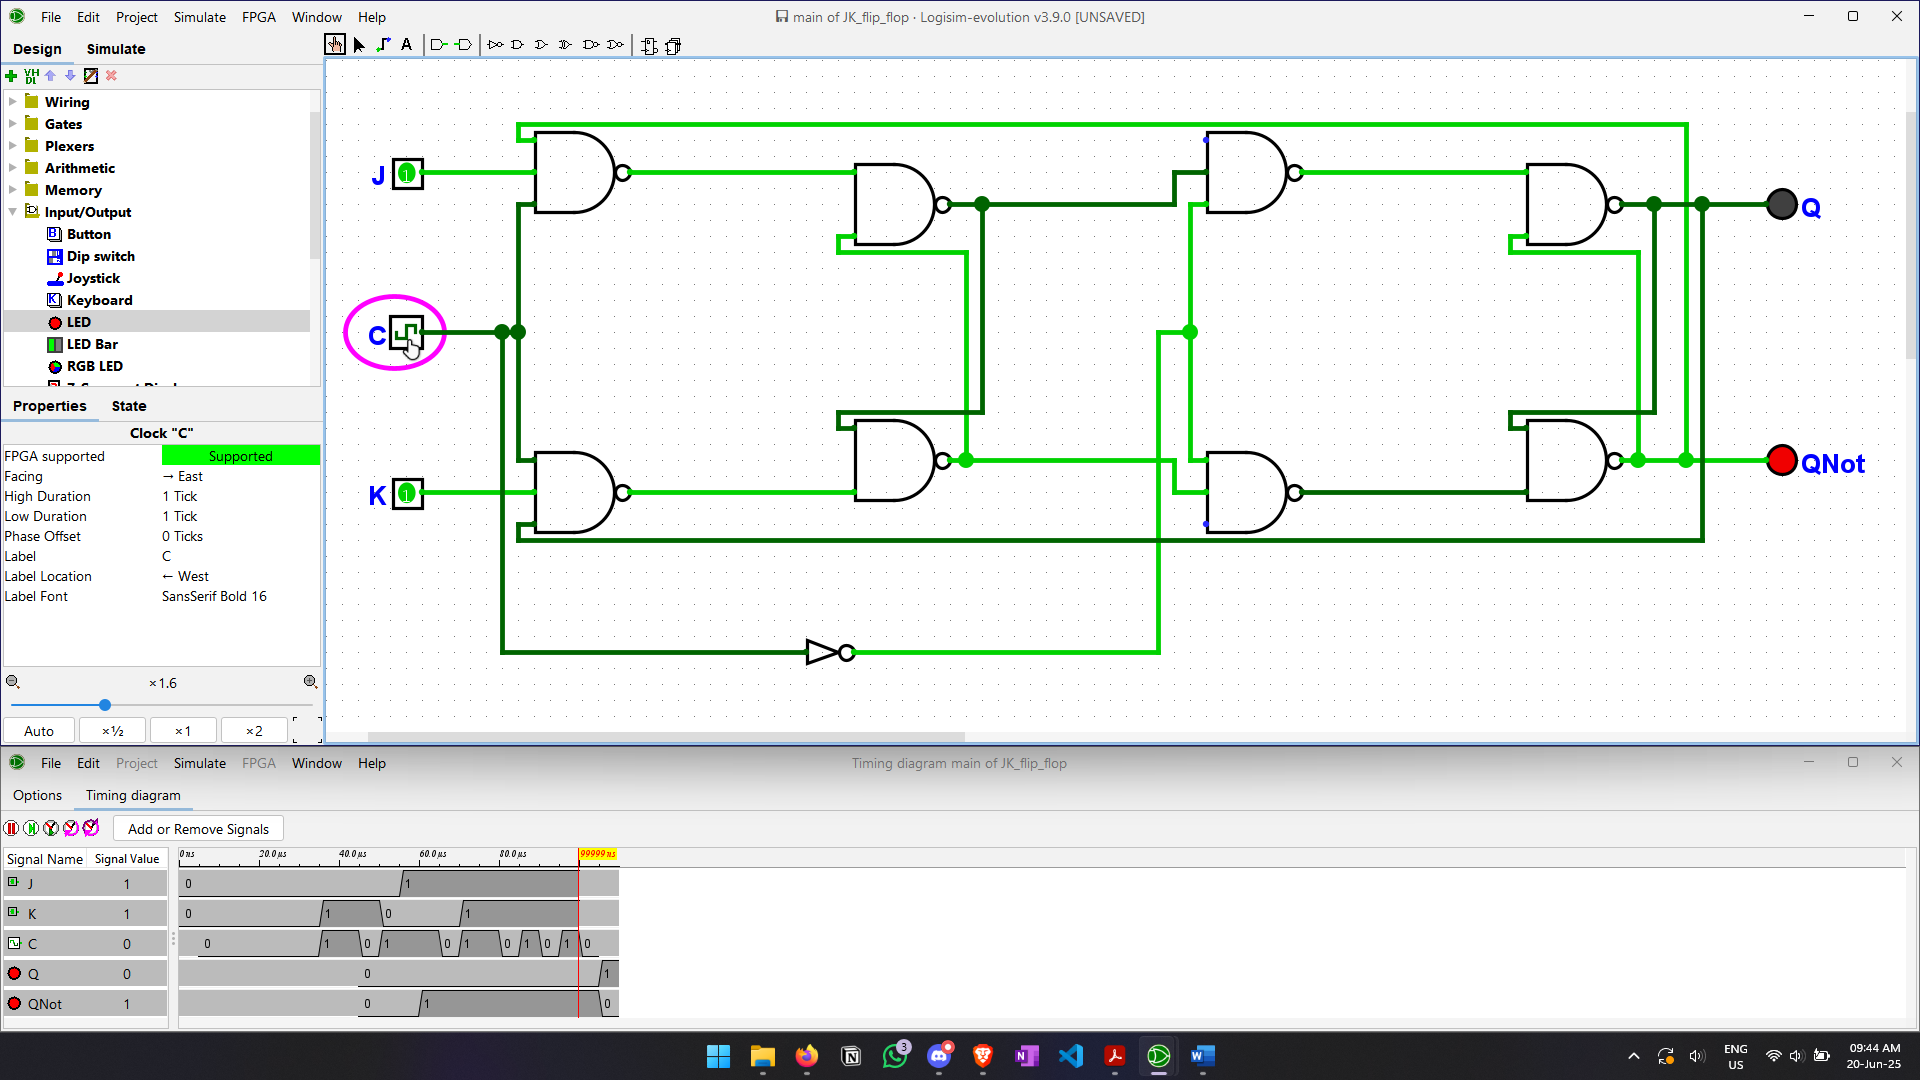 File Edit Project Simulate FPGA Window Help
main of JK_flip_flop · Logisim-evolution v3.9.0 [UNSAVED]
Design Simulate
A
VH
DL
Wiring
Gates
Plexers
Arithmetic
Memory
Input/Output
Button
Dip switch
Joystick
Keyboard
LED
LED Bar
RGB LED
Properties State
Clock "C"
FPGA supported Supported
Facing → East
High Duration 1 Tick
Low Duration 1 Tick
Phase Offset 0 Ticks
Label C
Label Location ← West
Label Font SansSerif Bold 16
×1.6
Auto ×½ ×1 ×2
J 1
C
K 1
Q
QNot
File Edit Project Simulate FPGA Window Help
Timing diagram main of JK_flip_flop
Options Timing diagram
Add or Remove Signals
Signal Name Signal Value
0 ns 20.0 µs 40.0 µs 60.0 µs 80.0 µs 99999 ns
J 1 0 1
K 1 0 1 0 1
C 0 0 1 0 1 0 1 0 1 0 1 0
Q 0 0 1
QNot 1 0 1 0
3
ENG
US
09:44 AM
20-Jun-25